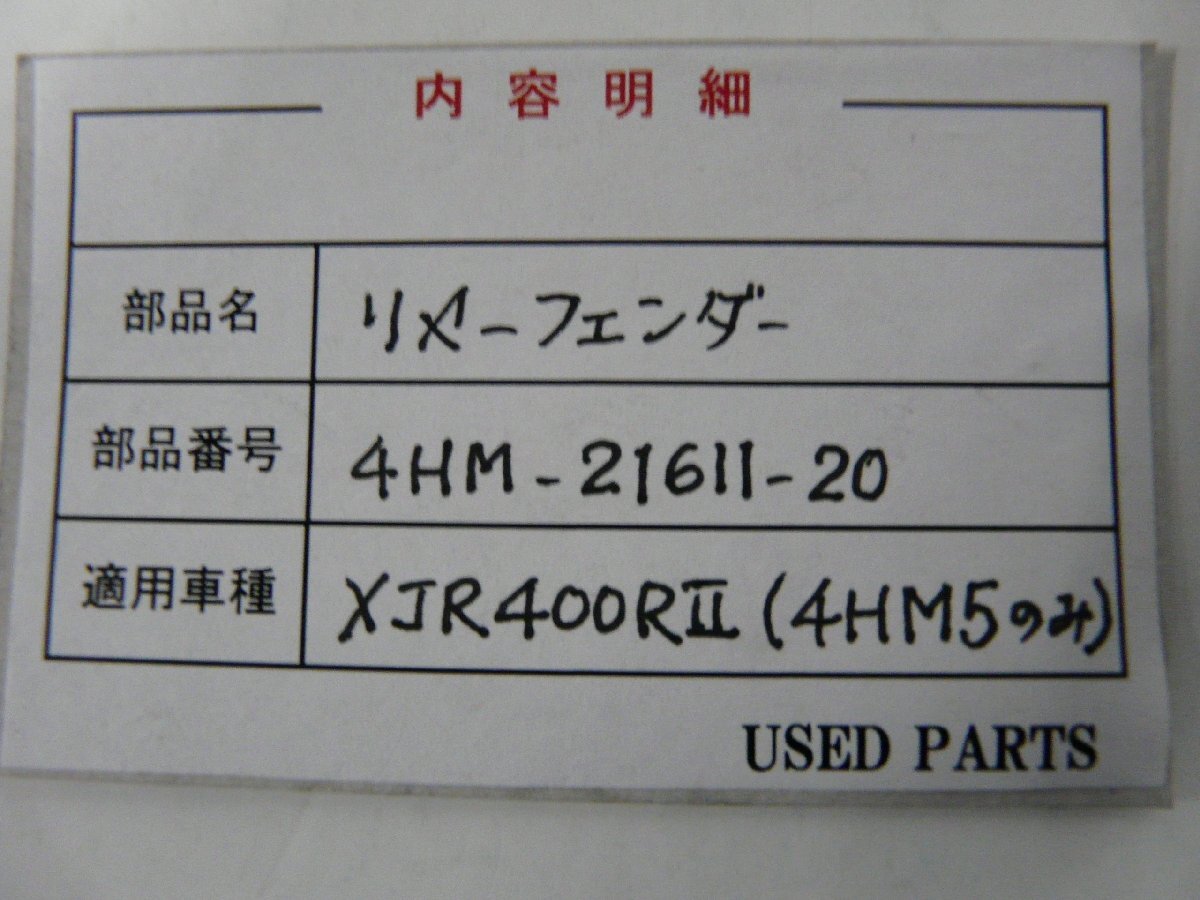 内容明細
部品名 リヤーフェンダー
部品番号 4HM-21611-20
適用車種 XJR400RⅡ(4HM5のみ)
USED PARTS